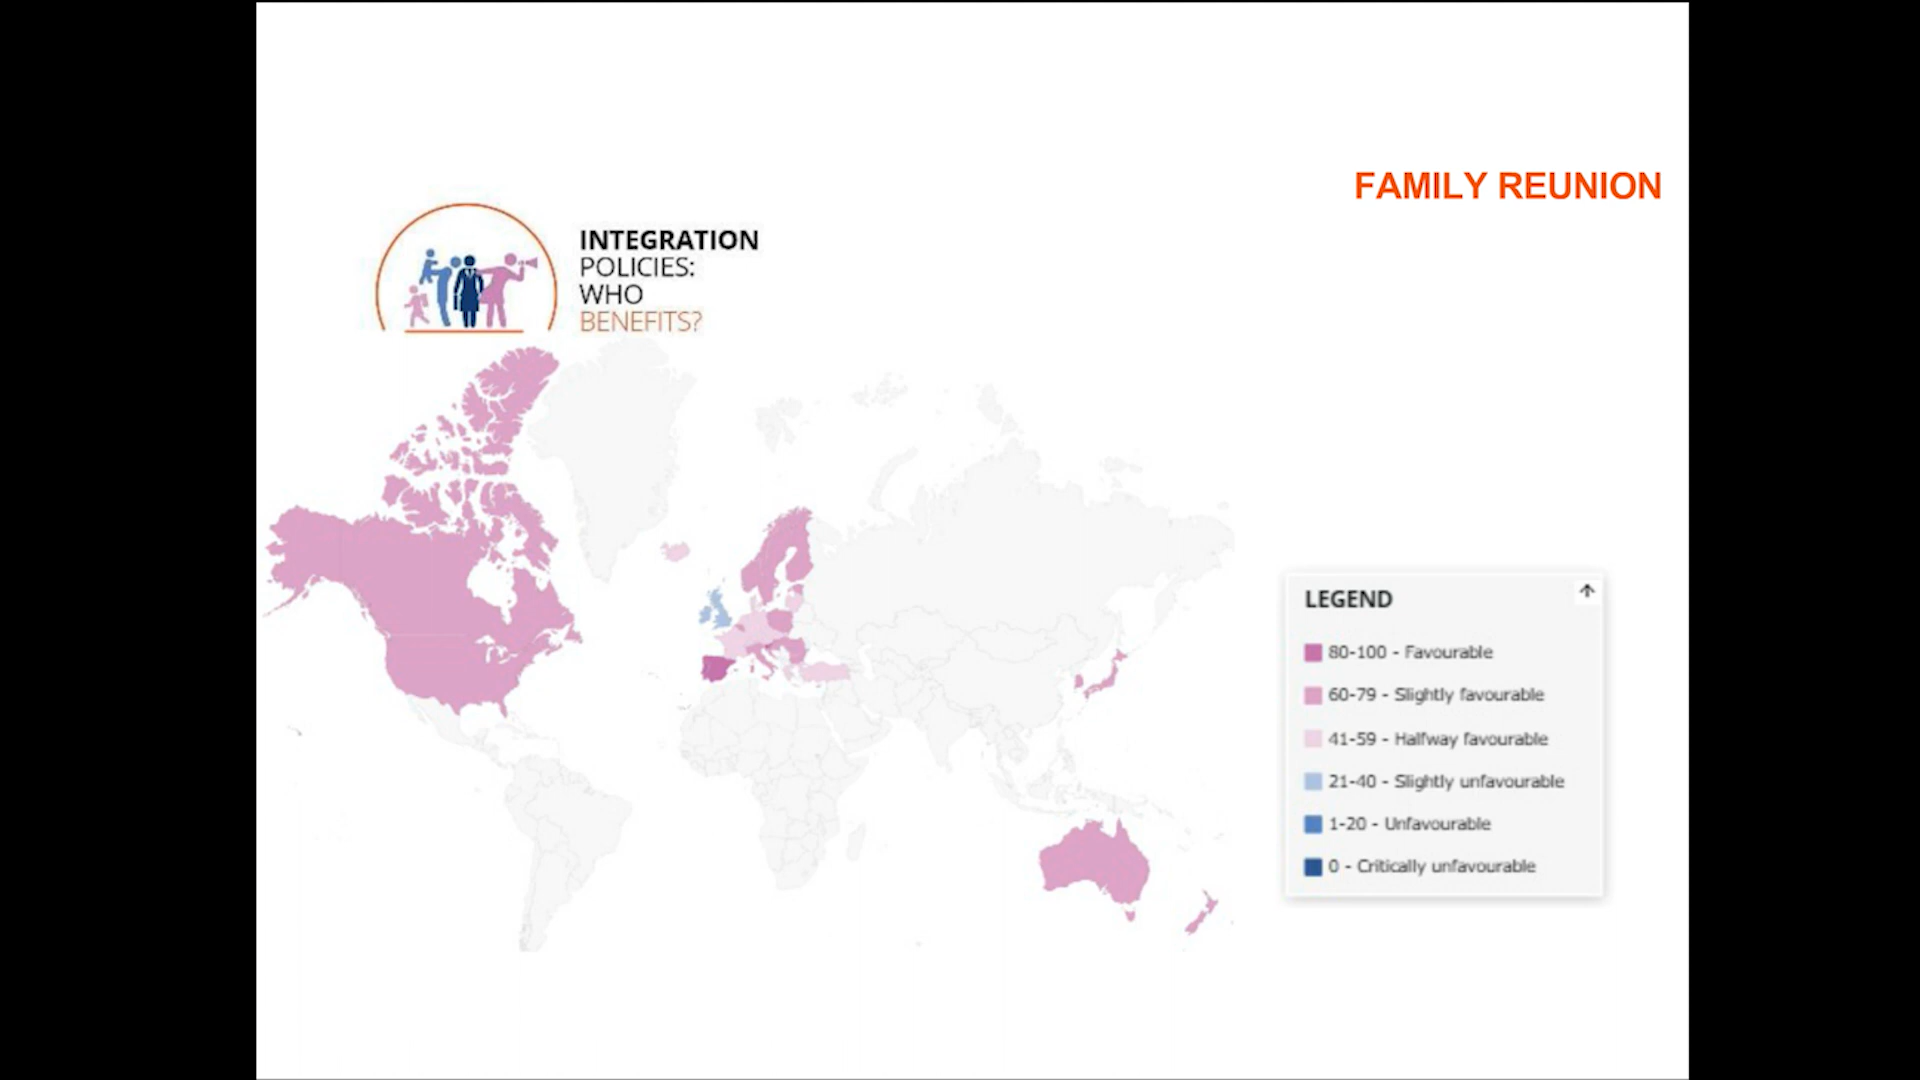 FAMILY REUNION
INTEGRATION
POLICIES:
WHO
BENEFITS?
LEGEND
80-100 - Favourable
60-79 - Slightly favourable
41-59 - Halfway favourable
21-40 - Slightly unfavourable
1-20 - Unfavourable
0 - Critically unfavourable